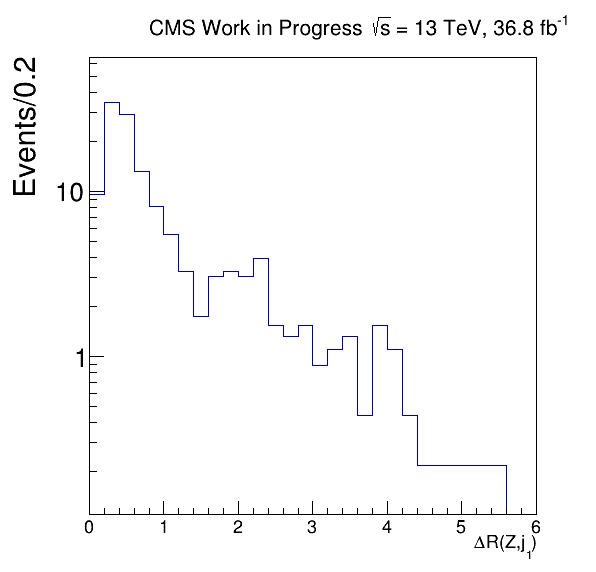 CMS Work in Progress √s = 13 TeV, 36.8 fb⁻¹
Events/0.2
10
1
0 1 2 3 4 5 6
ΔR(Z,j₁)